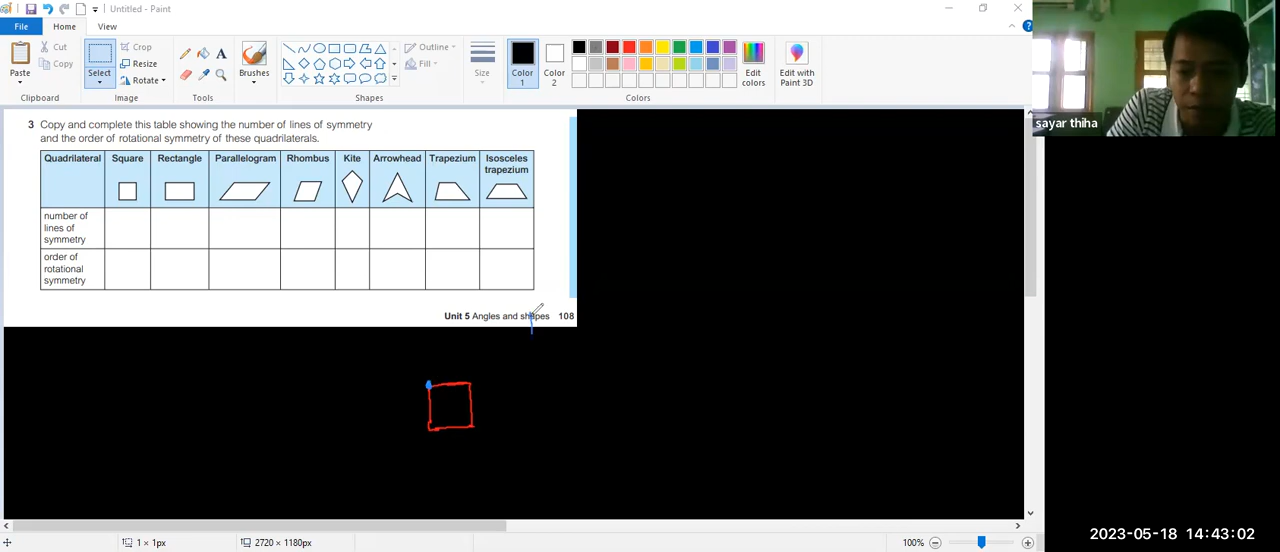 Untitled - Paint
File Home View
Paste
Cut
Copy
Clipboard
Select
Crop
Resize
Rotate
Image
Tools
Brushes
Shapes
Outline
Fill
Size
Color 1
Color 2
Edit colors
Colors
Edit with Paint 3D
sayar thiha
3 Copy and complete this table showing the number of lines of symmetry
and the order of rotational symmetry of these quadrilaterals.
Quadrilateral Square Rectangle Parallelogram Rhombus Kite Arrowhead Trapezium Isosceles trapezium
number of
lines of
symmetry
order of
rotational
symmetry
Unit 5 Angles and shapes 108
1 × 1px
2720 × 1180px
100%
2023-05-18 14:43:02